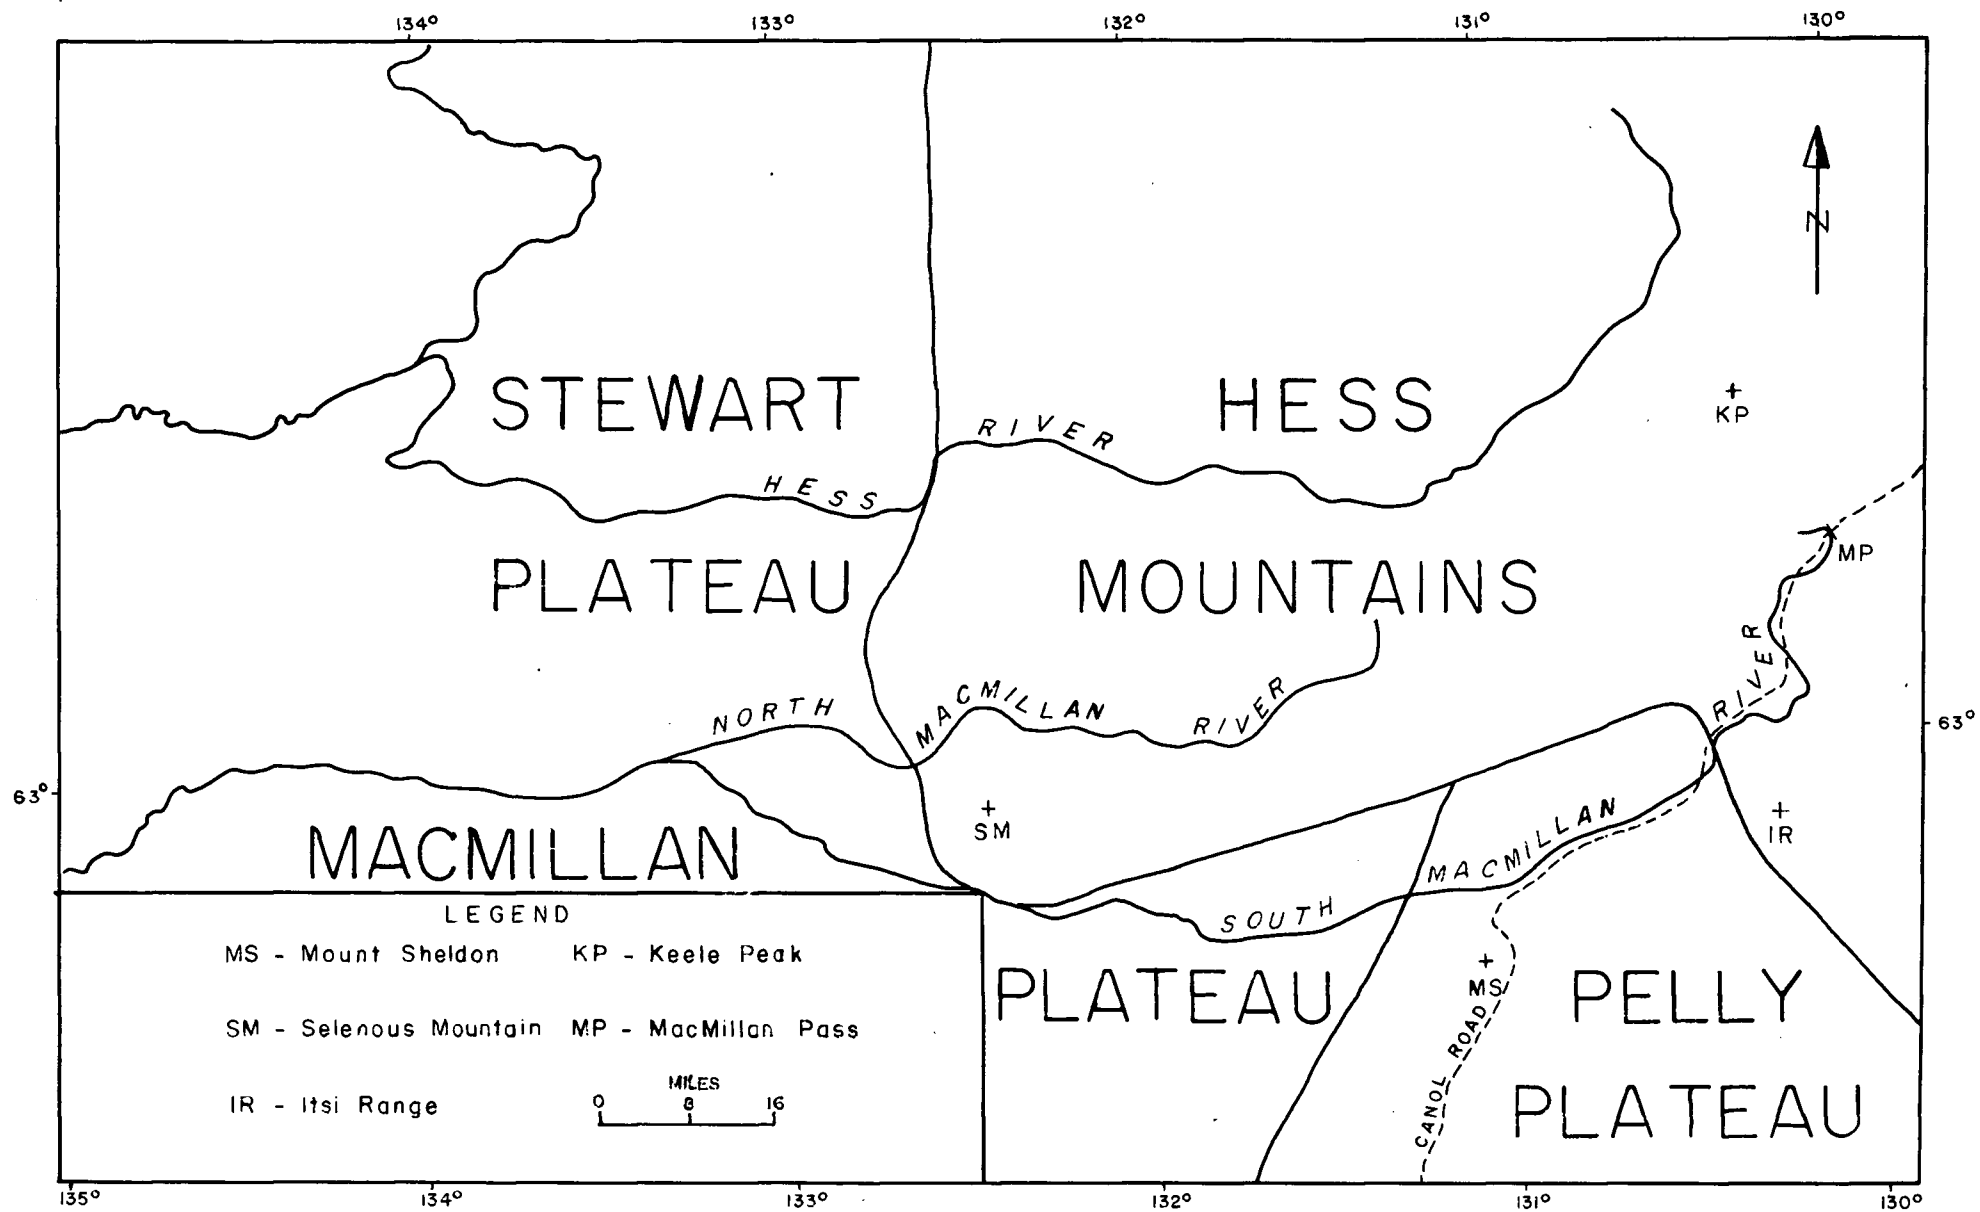 134° 133° 132° 131° 130°
N
STEWART HESS
KP
RIVER
HESS
MP
PLATEAU MOUNTAINS
RIVER
NORTH MACMILLAN RIVER
63°
63°
SM
IR
MACMILLAN
SOUTH MACMILLAN
LEGEND
MS - Mount Sheldon KP - Keele Peak
SM - Selenous Mountain MP - MacMillan Pass
IR - Itsi Range
MILES
0 8 16
MS
PLATEAU PELLY
CANOL ROAD
PLATEAU
135° 134° 133° 132° 131° 130°